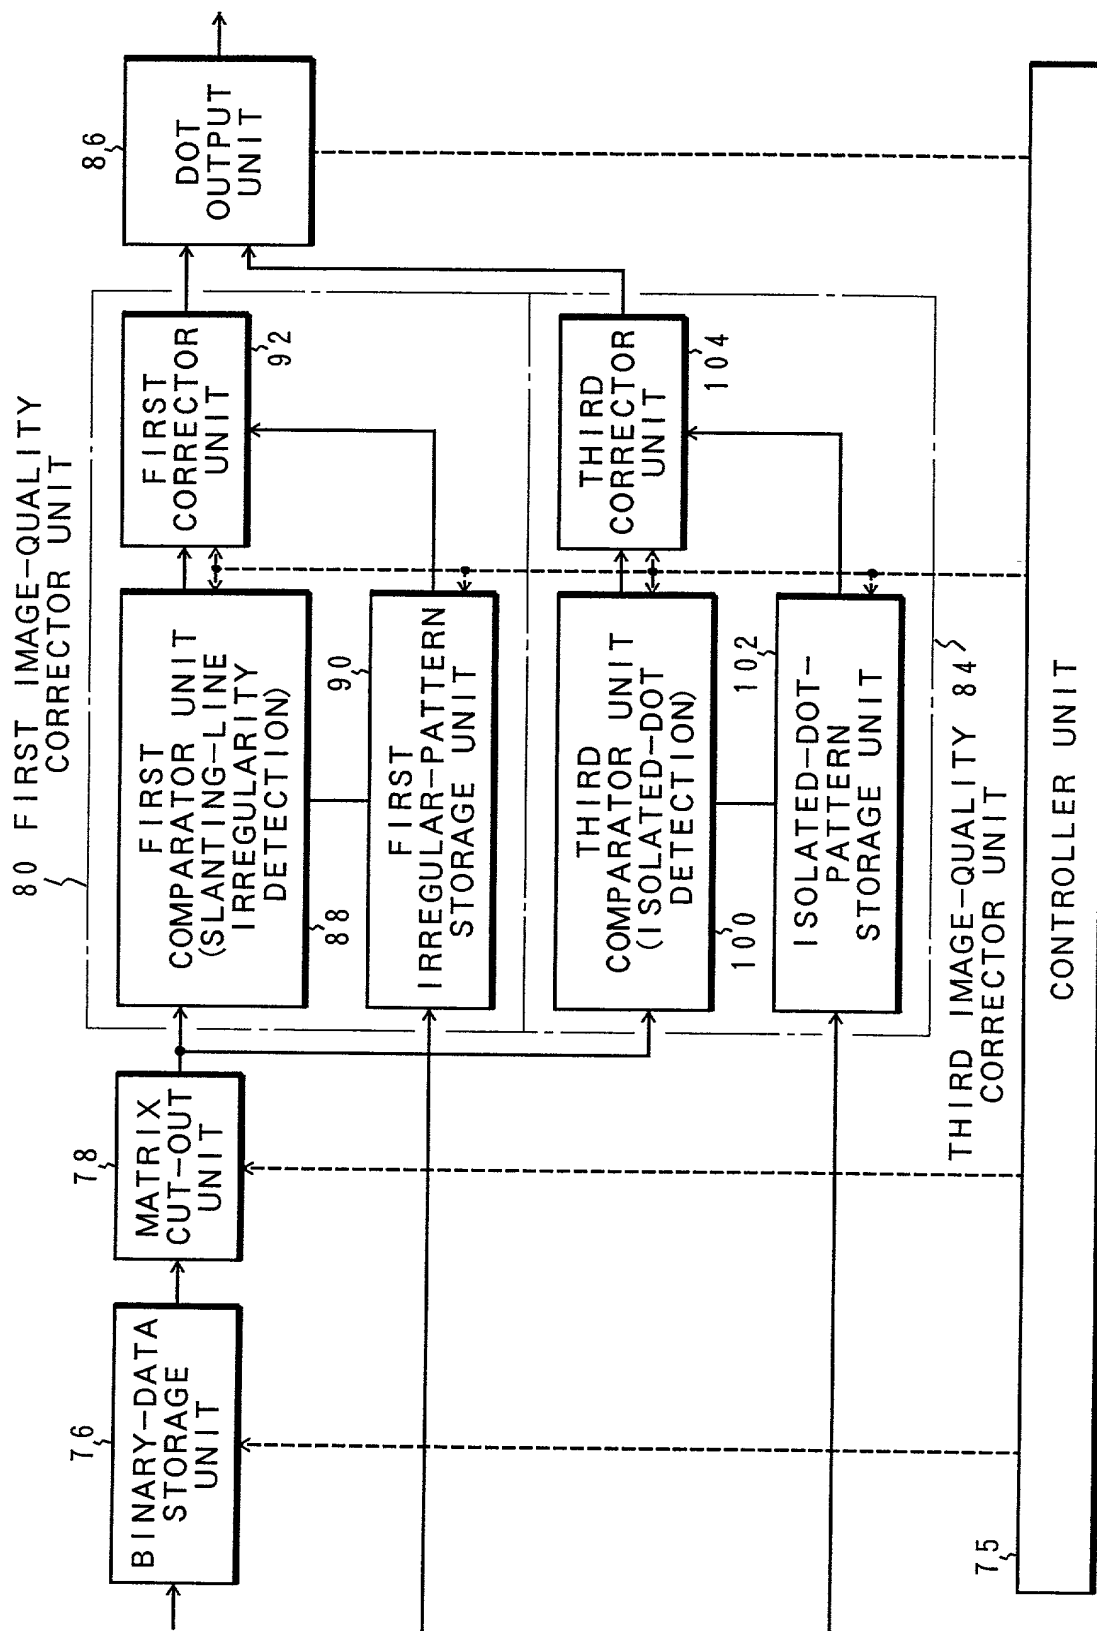 76
BINARY-DATA
STORAGE
UNIT
78
MATRIX
CUT-OUT
UNIT
80 FIRST IMAGE-QUALITY
CORRECTOR UNIT
FIRST
COMPARATOR UNIT
(SLANTING-LINE
IRREGULARITY
DETECTION)
88
90
FIRST
IRREGULAR-PATTERN
STORAGE UNIT
FIRST
CORRECTOR
UNIT
92
86
DOT
OUTPUT
UNIT
THIRD
COMPARATOR UNIT
(ISOLATED-DOT
DETECTION)
100
102
ISOLATED-DOT-
PATTERN
STORAGE UNIT
THIRD
CORRECTOR
UNIT
104
THIRD IMAGE-QUALITY 84
CORRECTOR UNIT
75
CONTROLLER UNIT